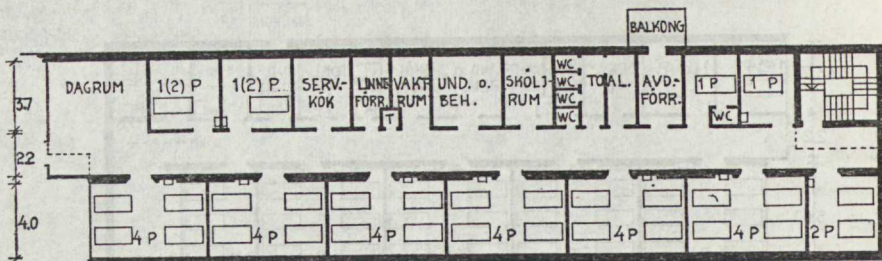 BALKONG
DAGRUM
1(2) P
1(2) P.
SERV.-
KÖK
LINNE
FÖRR.
T
VAKT
RUM
UND. o.
BEH.
SKÖLJ-
RUM
WC
WC
WC
WC
TOAL.
AVD.-
FÖRR.
1 P
1 P
WC
3.7
2.2
4.0
4 P
4 P
4 P
4 P
4 P
4 P
2 P